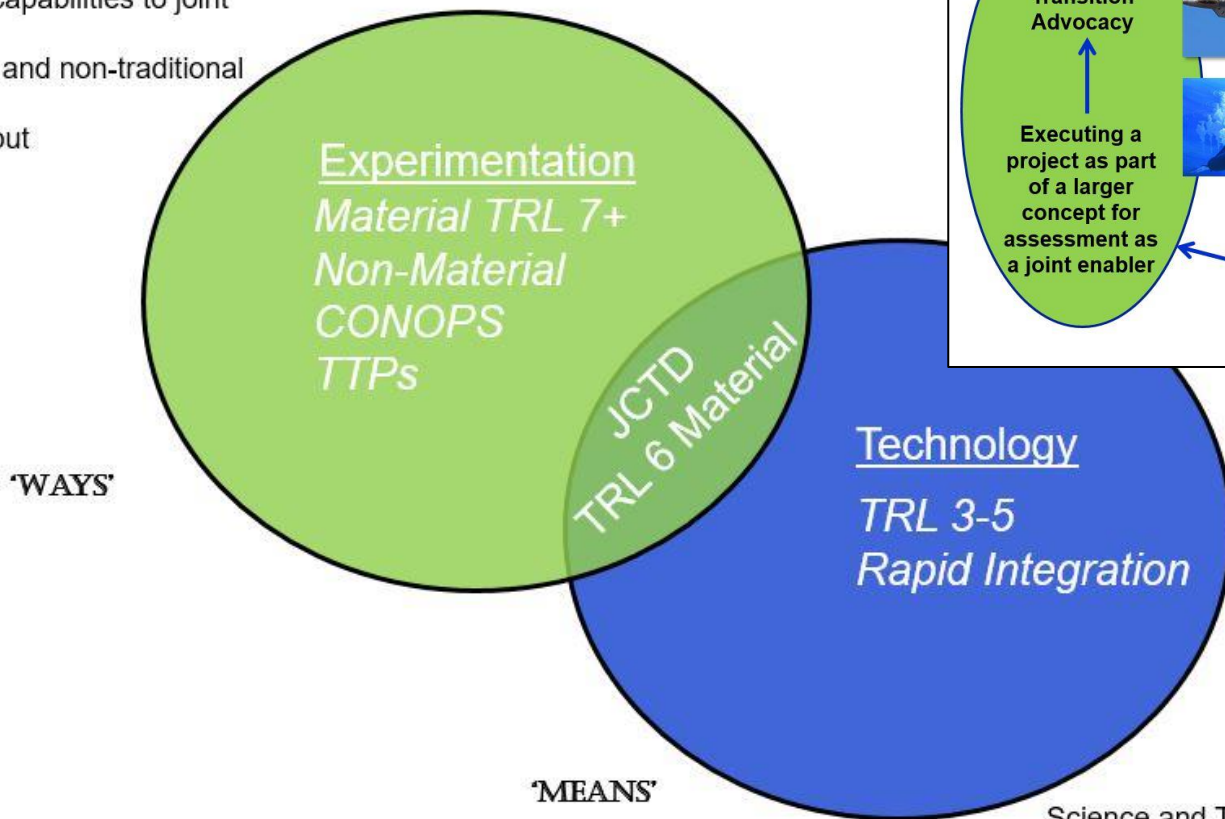 capabilities to joint
and non-traditional
out
Experimentation
Material TRL 7+
Non-Material
CONOPS
TTPs
JCTD
TRL 6 Material
Technology
TRL 3-5
Rapid Integration
'WAYS'
'MEANS'
Transition
Advocacy
Executing a
project as part
of a larger
concept for
assessment as
a joint enabler
Science and T